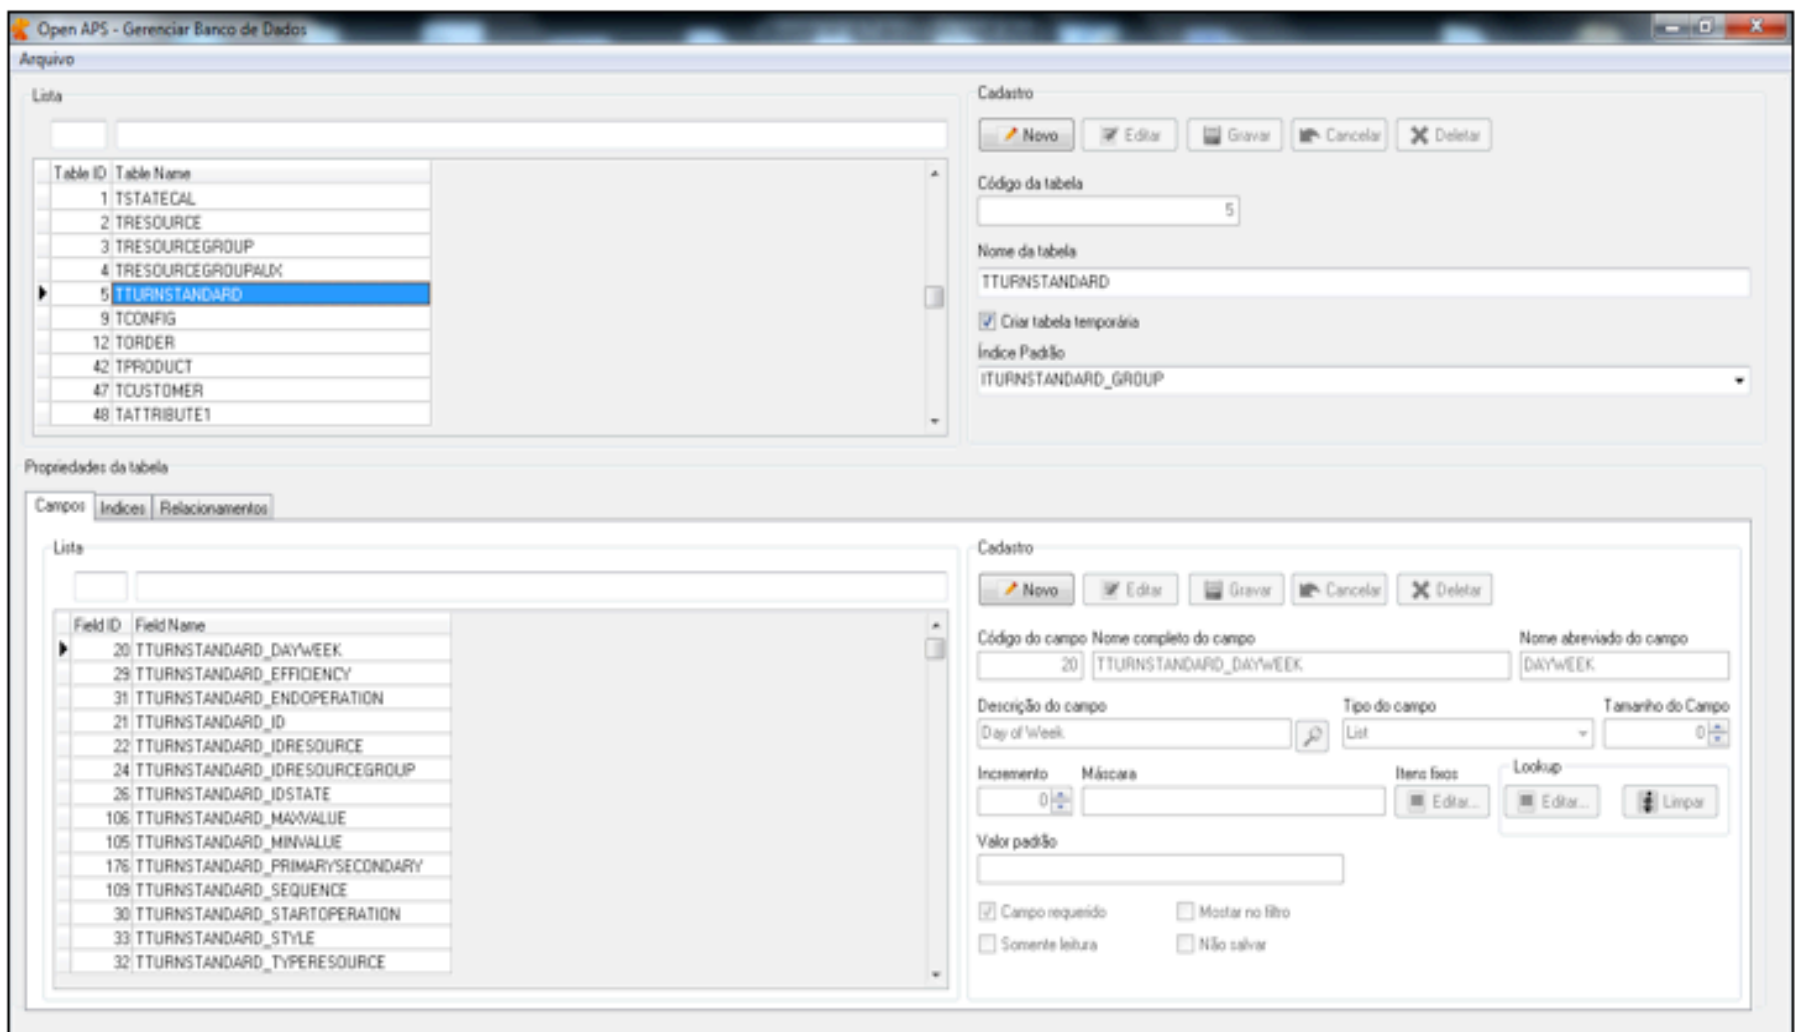 Open APS - Gerenciar Banco de Dados
Arquivo
Lista
Table ID Table Name
1 TSTATECAL
2 TRESOURCE
3 TRESOURCEGROUP
4 TRESOURCEGROUPAUX
5 TTURNSTANDARD
9 TCONFIG
12 TORDER
42 TPRODUCT
47 TCUSTOMER
48 TATTRIBUTE1
Cadastro
Novo Editar Gravar Cancelar Deletar
Código da tabela
5
Nome da tabela
TTURNSTANDARD
Criar tabela temporária
Índice Padrão
ITURNSTANDARD_GROUP
Propriedades da tabela
Campos Indices Relacionamentos
Lista
Field ID Field Name
20 TTURNSTANDARD_DAYWEEK
29 TTURNSTANDARD_EFFICIENCY
31 TTURNSTANDARD_ENDOPERATION
21 TTURNSTANDARD_ID
22 TTURNSTANDARD_IDRESOURCE
24 TTURNSTANDARD_IDRESOURCEGROUP
26 TTURNSTANDARD_IDSTATE
106 TTURNSTANDARD_MAXVALUE
105 TTURNSTANDARD_MINVALUE
176 TTURNSTANDARD_PRIMARYSECONDARY
109 TTURNSTANDARD_SEQUENCE
30 TTURNSTANDARD_STARTOPERATION
33 TTURNSTANDARD_STYLE
32 TTURNSTANDARD_TYPERESOURCE
Cadastro
Novo Editar Gravar Cancelar Deletar
Código do campo Nome completo do campo Nome abreviado do campo
20 TTURNSTANDARD_DAYWEEK DAYWEEK
Descrição do campo Tipo do campo Tamanho do Campo
Day of Week List 0
Incremento Máscara Itens fixos Lookup
0 Editar... Editar... Limpar
Valor padrão
Campo requerido Mostar no filtro
Somente leitura Não salvar